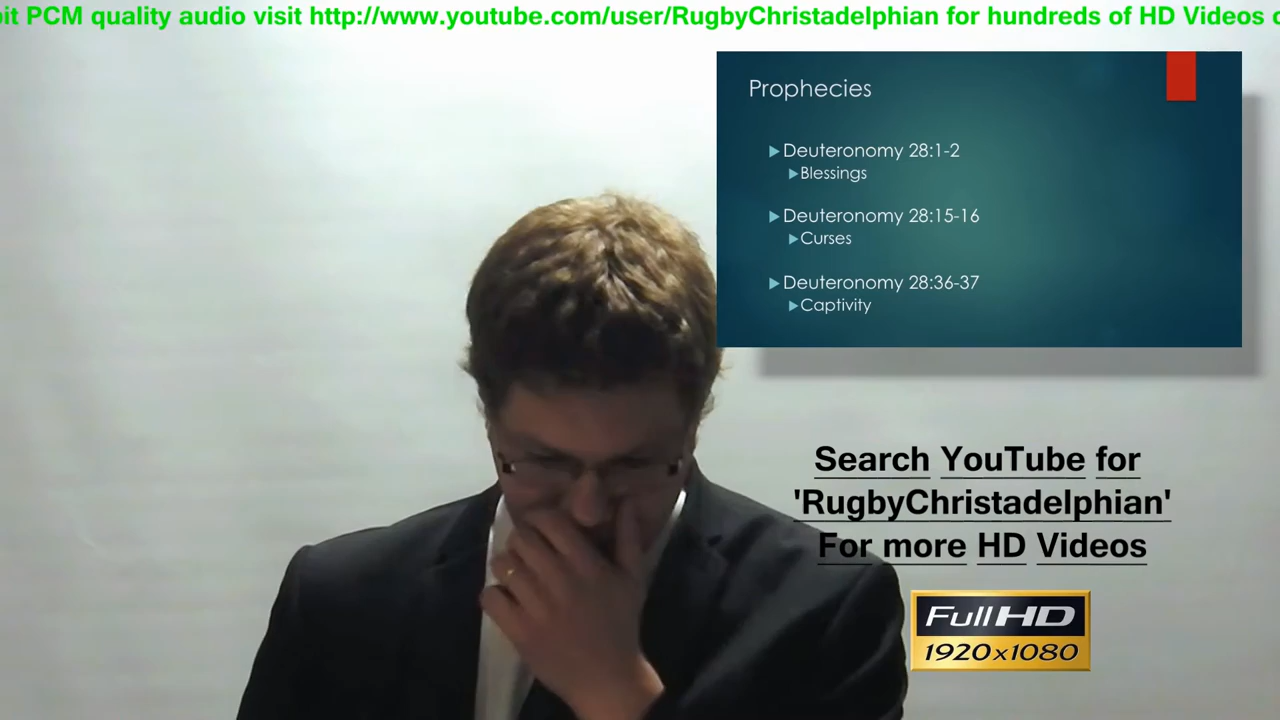 it PCM quality audio visit http://www.youtube.com/user/RugbyChristadelphian for hundreds of HD Videos
Prophecies
Deuteronomy 28:1-2
Blessings
Deuteronomy 28:15-16
Curses
Deuteronomy 28:36-37
Captivity
Search YouTube for
'RugbyChristadelphian'
For more HD Videos
Full HD
1920x1080